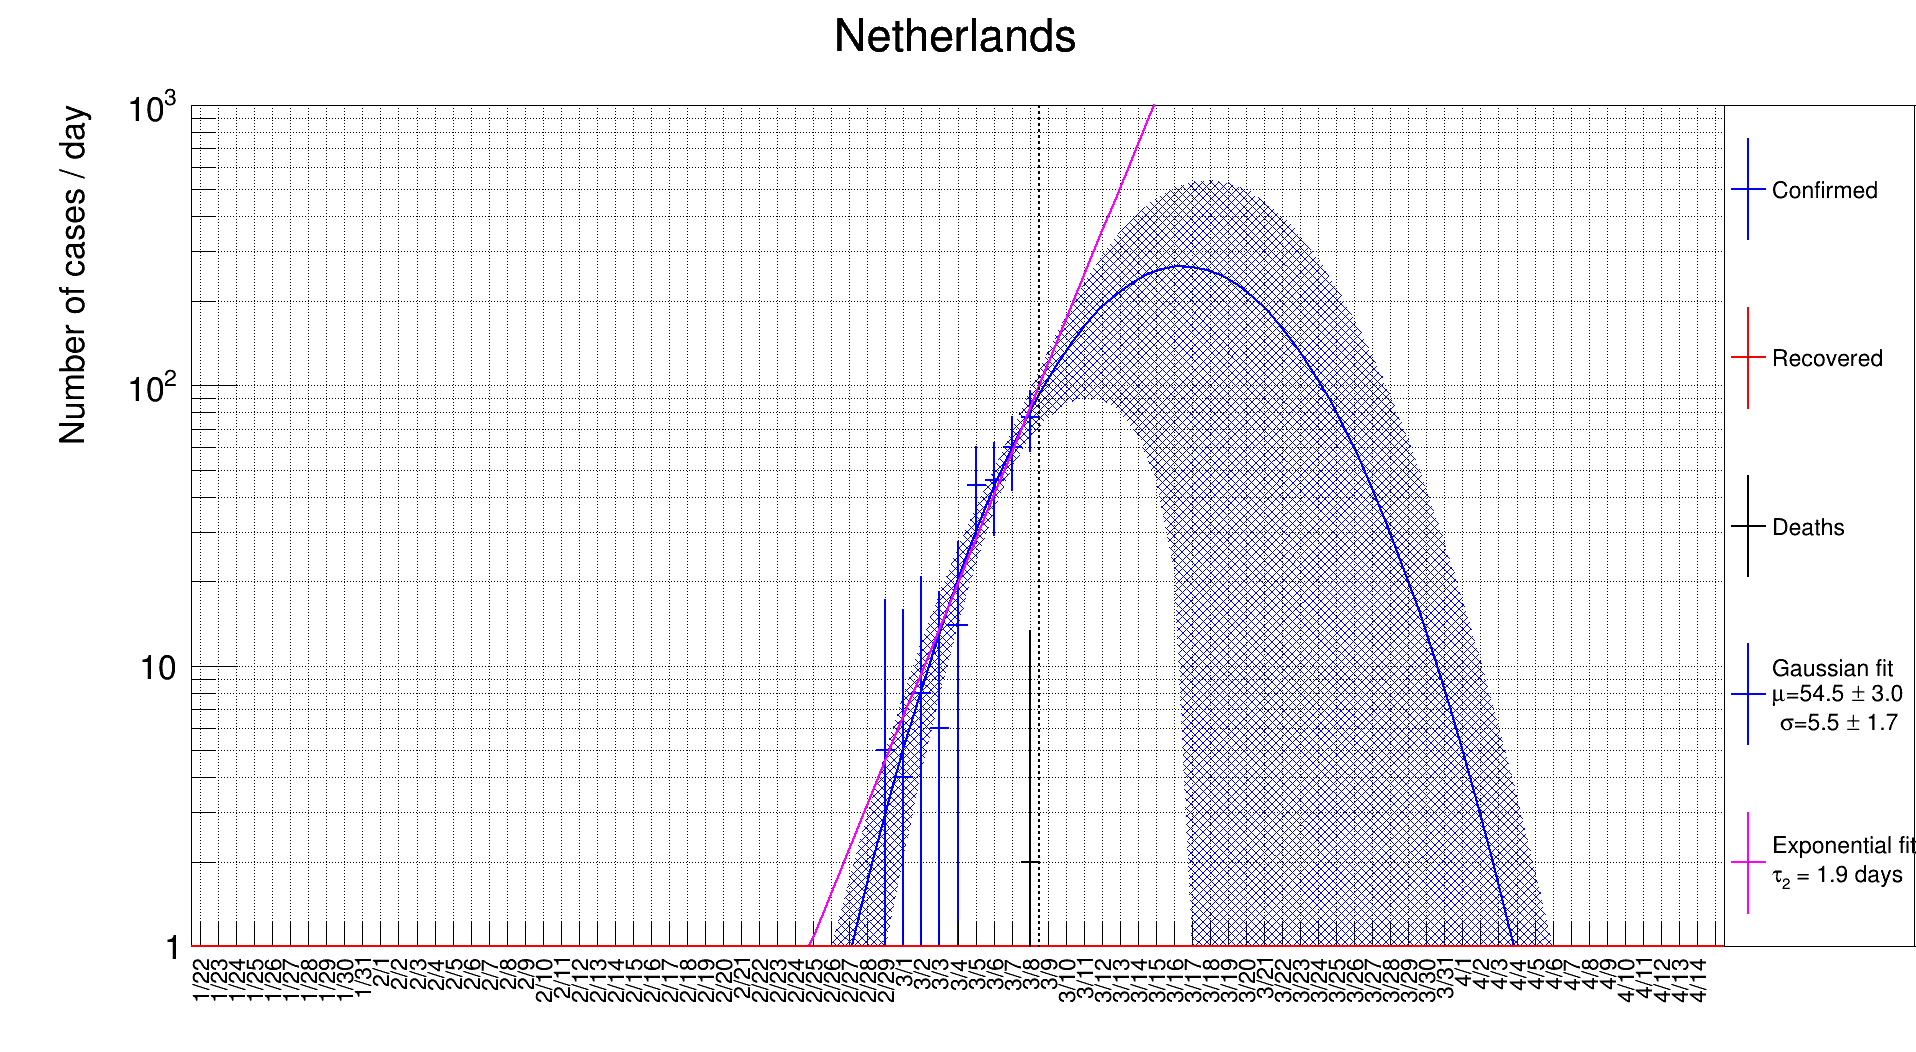 Netherlands
Number of cases / day
10³
10²
10
1
1/22 1/23 1/24 1/25 1/26 1/27 1/28 1/29 1/30 1/31 2/1 2/2 2/3 2/4 2/5 2/6 2/7 2/8 2/9 2/10 2/11 2/12 2/13 2/14 2/15 2/16 2/17 2/18 2/19 2/20 2/21 2/22 2/23 2/24 2/25 2/26 2/27 2/28 2/29 3/1 3/2 3/3 3/4 3/5 3/6 3/7 3/8 3/9 3/10 3/11 3/12 3/13 3/14 3/15 3/16 3/17 3/18 3/19 3/20 3/21 3/22 3/23 3/24 3/25 3/26 3/27 3/28 3/29 3/30 3/31 4/1 4/2 4/3 4/4 4/5 4/6 4/7 4/8 4/9 4/10 4/11 4/12 4/13 4/14
Confirmed
Recovered
Deaths
Gaussian fit
μ=54.5 ± 3.0
σ=5.5 ± 1.7
Exponential fit
τ₂ = 1.9 days